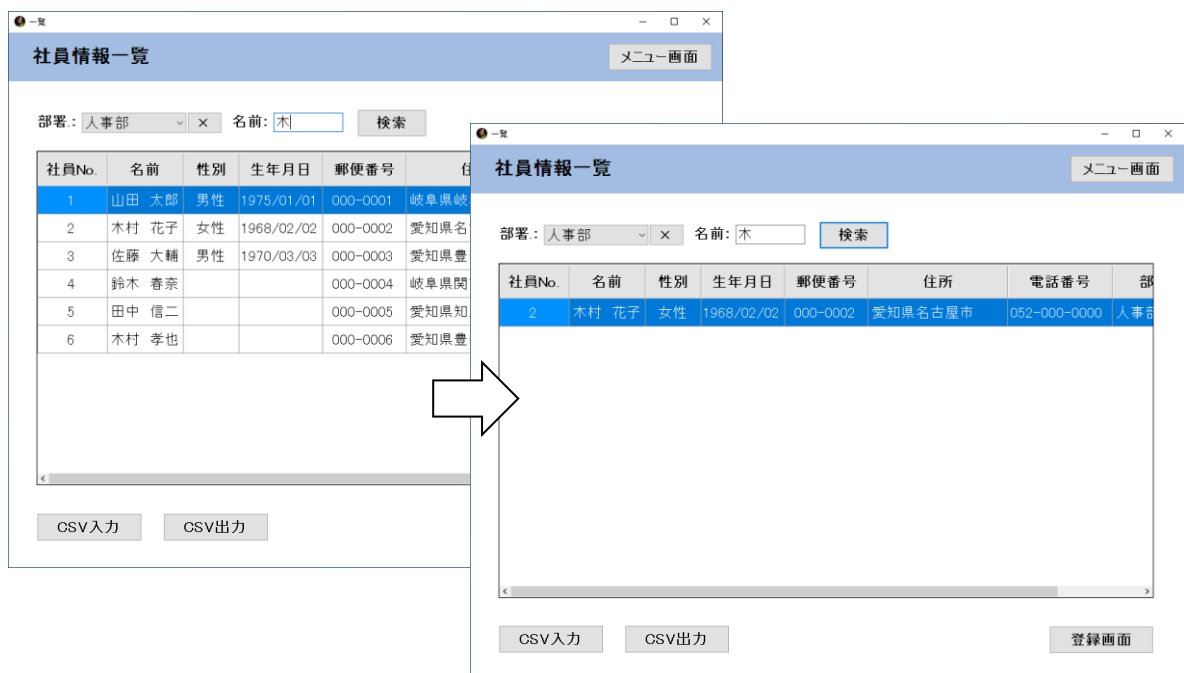 一覧
社員情報一覧 メニュー画面
部署.: 人事部 × 名前: 木 検索
社員No. 名前 性別 生年月日 郵便番号
1 山田 太郎 男性 1975/01/01 000-0001 岐阜県岐
2 木村 花子 女性 1968/02/02 000-0002 愛知県名
3 佐藤 大輔 男性 1970/03/03 000-0003 愛知県豊
4 鈴木 春奈 000-0004 岐阜県関
5 田中 信二 000-0005 愛知県知
6 木村 孝也 000-0006 愛知県豊
CSV入力 CSV出力
一覧
社員情報一覧 メニュー画面
部署.: 人事部 × 名前: 木 検索
社員No. 名前 性別 生年月日 郵便番号 住所 電話番号 部
2 木村 花子 女性 1968/02/02 000-0002 愛知県名古屋市 052-000-0000 人事部
CSV入力 CSV出力 登録画面